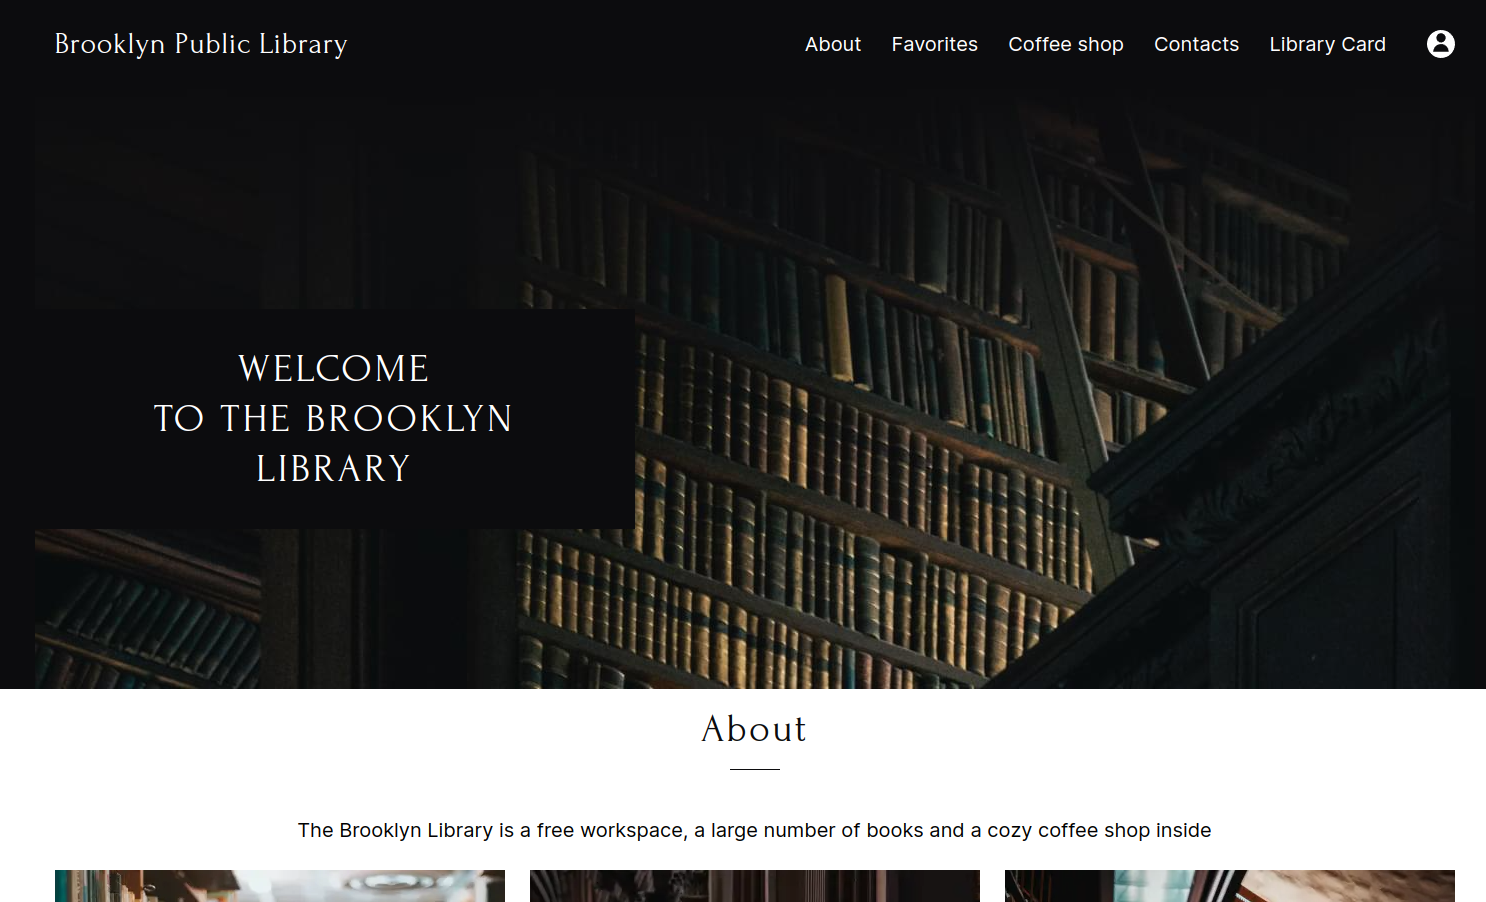 Brooklyn Public Library
About Favorites Coffee shop Contacts Library Card
WELCOME
TO THE BROOKLYN
LIBRARY
About
The Brooklyn Library is a free workspace, a large number of books and a cozy coffee shop inside